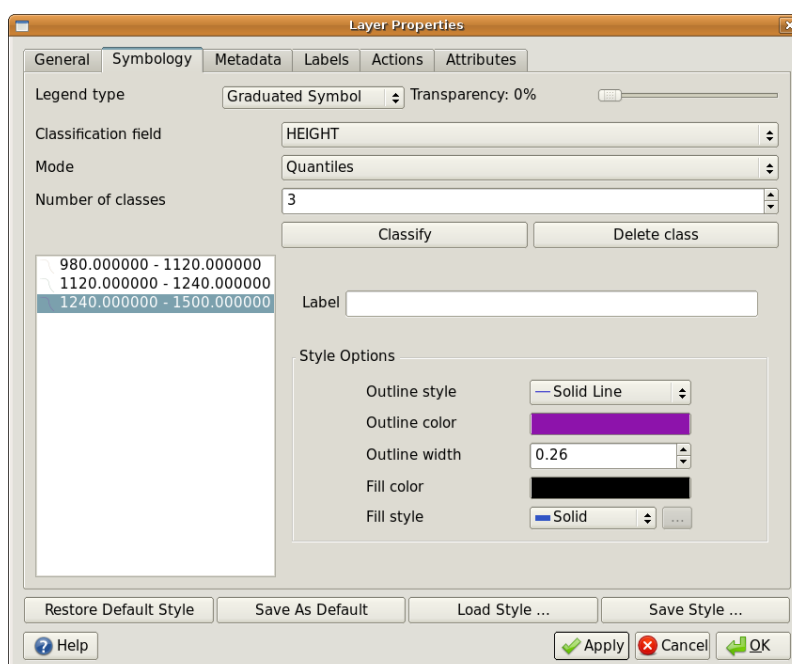 Layer Properties
General Symbology Metadata Labels Actions Attributes
Legend type Graduated Symbol Transparency: 0%
Classification field HEIGHT
Mode Quantiles
Number of classes 3
Classify Delete class
980.000000 - 1120.000000
1120.000000 - 1240.000000
1240.000000 - 1500.000000
Label
Style Options
Outline style Solid Line
Outline color
Outline width 0.26
Fill color
Fill style Solid ...
Restore Default Style Save As Default Load Style ... Save Style ...
Help Apply Cancel OK